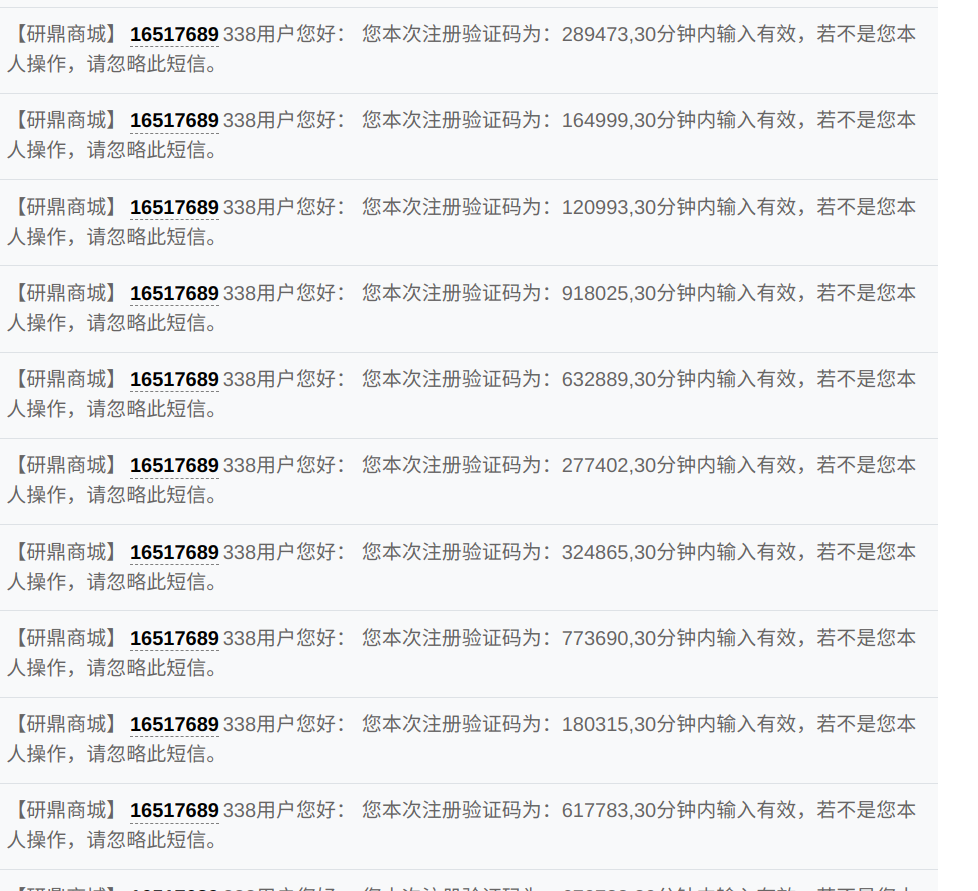 【研鼎商城】 16517689 338用户您好： 您本次注册验证码为：289473,30分钟内输入有效，若不是您本
人操作，请忽略此短信。
【研鼎商城】 16517689 338用户您好： 您本次注册验证码为：164999,30分钟内输入有效，若不是您本
人操作，请忽略此短信。
【研鼎商城】 16517689 338用户您好： 您本次注册验证码为：120993,30分钟内输入有效，若不是您本
人操作，请忽略此短信。
【研鼎商城】 16517689 338用户您好： 您本次注册验证码为：918025,30分钟内输入有效，若不是您本
人操作，请忽略此短信。
【研鼎商城】 16517689 338用户您好： 您本次注册验证码为：632889,30分钟内输入有效，若不是您本
人操作，请忽略此短信。
【研鼎商城】 16517689 338用户您好： 您本次注册验证码为：277402,30分钟内输入有效，若不是您本
人操作，请忽略此短信。
【研鼎商城】 16517689 338用户您好： 您本次注册验证码为：324865,30分钟内输入有效，若不是您本
人操作，请忽略此短信。
【研鼎商城】 16517689 338用户您好： 您本次注册验证码为：773690,30分钟内输入有效，若不是您本
人操作，请忽略此短信。
【研鼎商城】 16517689 338用户您好： 您本次注册验证码为：180315,30分钟内输入有效，若不是您本
人操作，请忽略此短信。
【研鼎商城】 16517689 338用户您好： 您本次注册验证码为：617783,30分钟内输入有效，若不是您本
人操作，请忽略此短信。